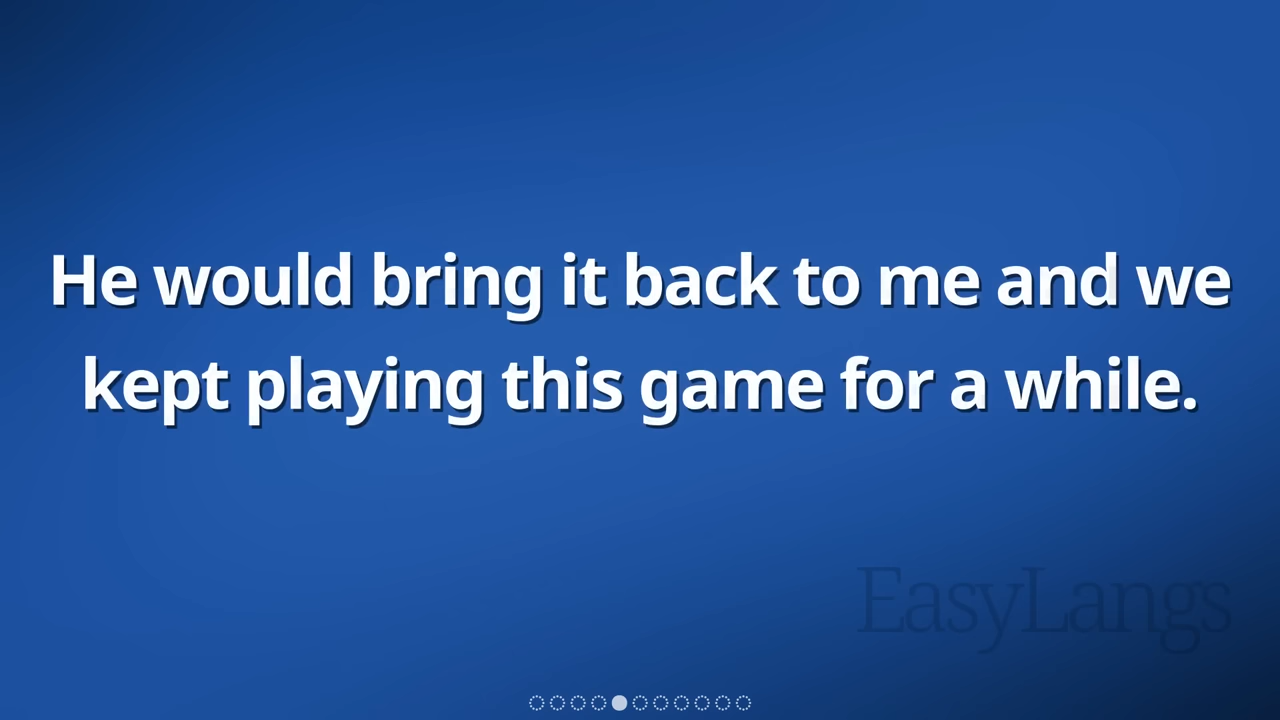 He would bring it back to me and we
kept playing this game for a while.
EasyLangs